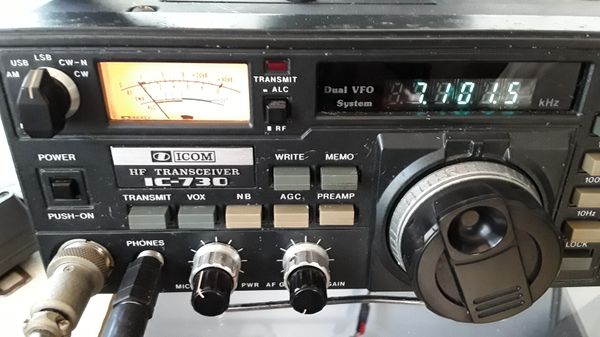 LSB
USB CW-N
AM CW
TRANSMIT
ALC
RF
Dual VFO
System
7.101.5
kHz
ICOM
HF TRANSCEIVER
IC-730
POWER
PUSH-ON
WRITE MEMO
TRANSMIT VOX NB AGC PREAMP
PHONES
MIC PWR AF GAIN
100
10Hz
LOCK